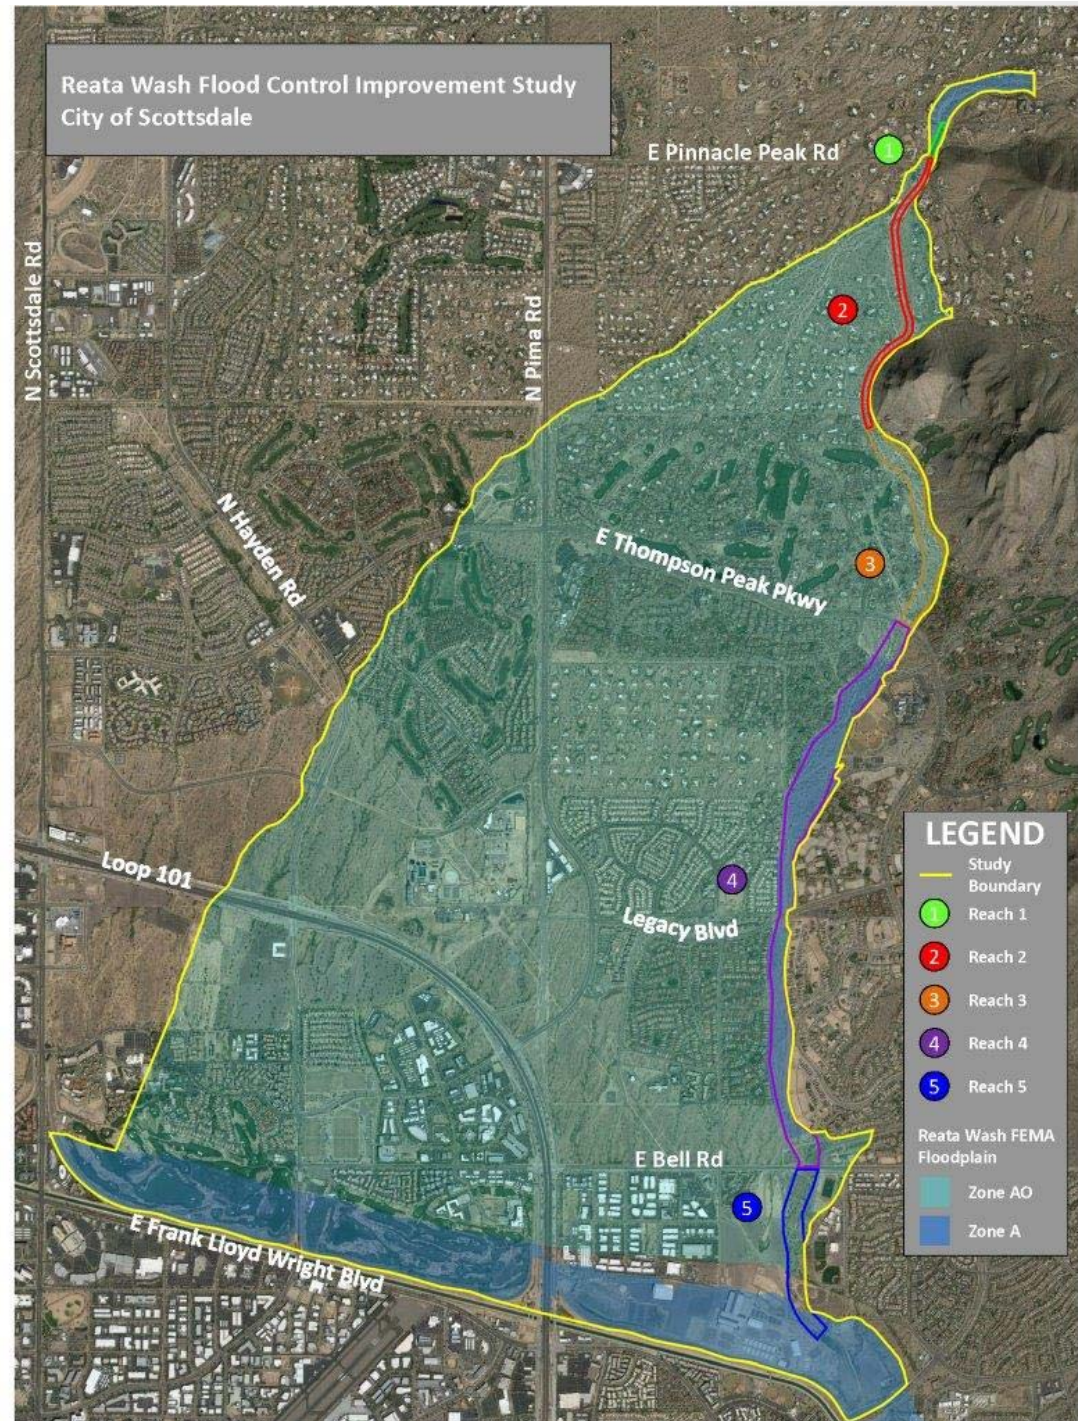 Reata Wash Flood Control Improvement Study
City of Scottsdale
E Pinnacle Peak Rd
1
N Scottsdale Rd
N Pima Rd
2
N Hayden Rd
E Thompson Peak Pkwy
3
Loop 101
4
Legacy Blvd
E Bell Rd
5
E Frank Lloyd Wright Blvd
LEGEND
Study
Boundary
1 Reach 1
2 Reach 2
3 Reach 3
4 Reach 4
5 Reach 5
Reata Wash FEMA
Floodplain
Zone AO
Zone A